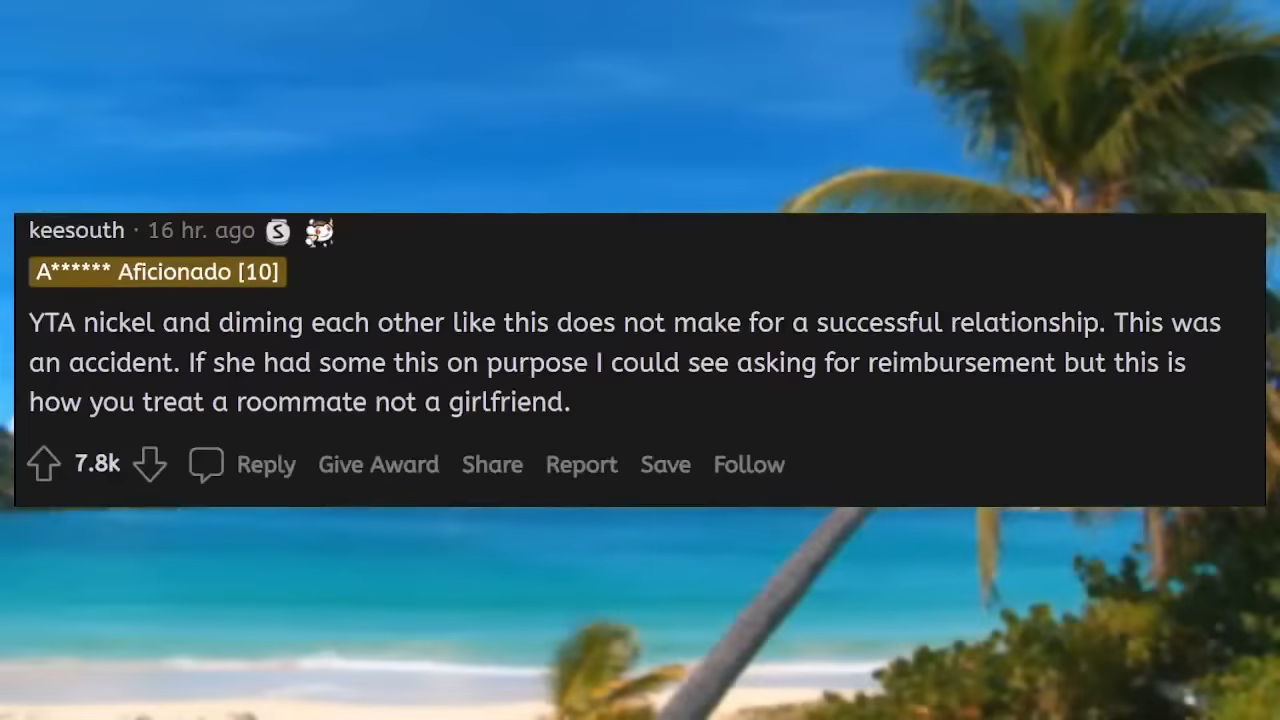 keesouth · 16 hr. ago
A****** Aficionado [10]
YTA nickel and diming each other like this does not make for a successful relationship. This was
an accident. If she had some this on purpose I could see asking for reimbursement but this is
how you treat a roommate not a girlfriend.
7.8k Reply Give Award Share Report Save Follow